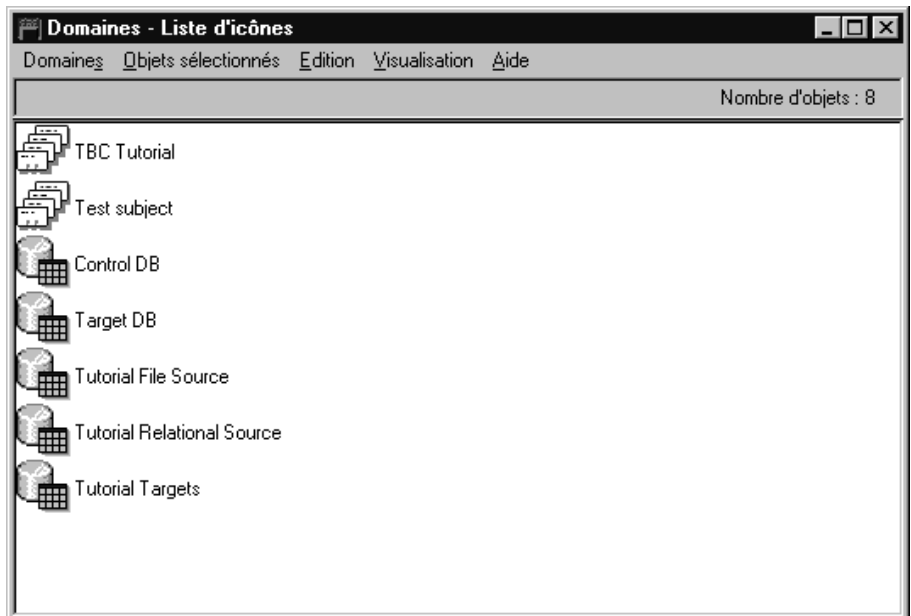 Domaines - Liste d'icônes
Domaines Objets sélectionnés Edition Visualisation Aide
Nombre d'objets : 8
TBC Tutorial
Test subject
Control DB
Target DB
Tutorial File Source
Tutorial Relational Source
Tutorial Targets